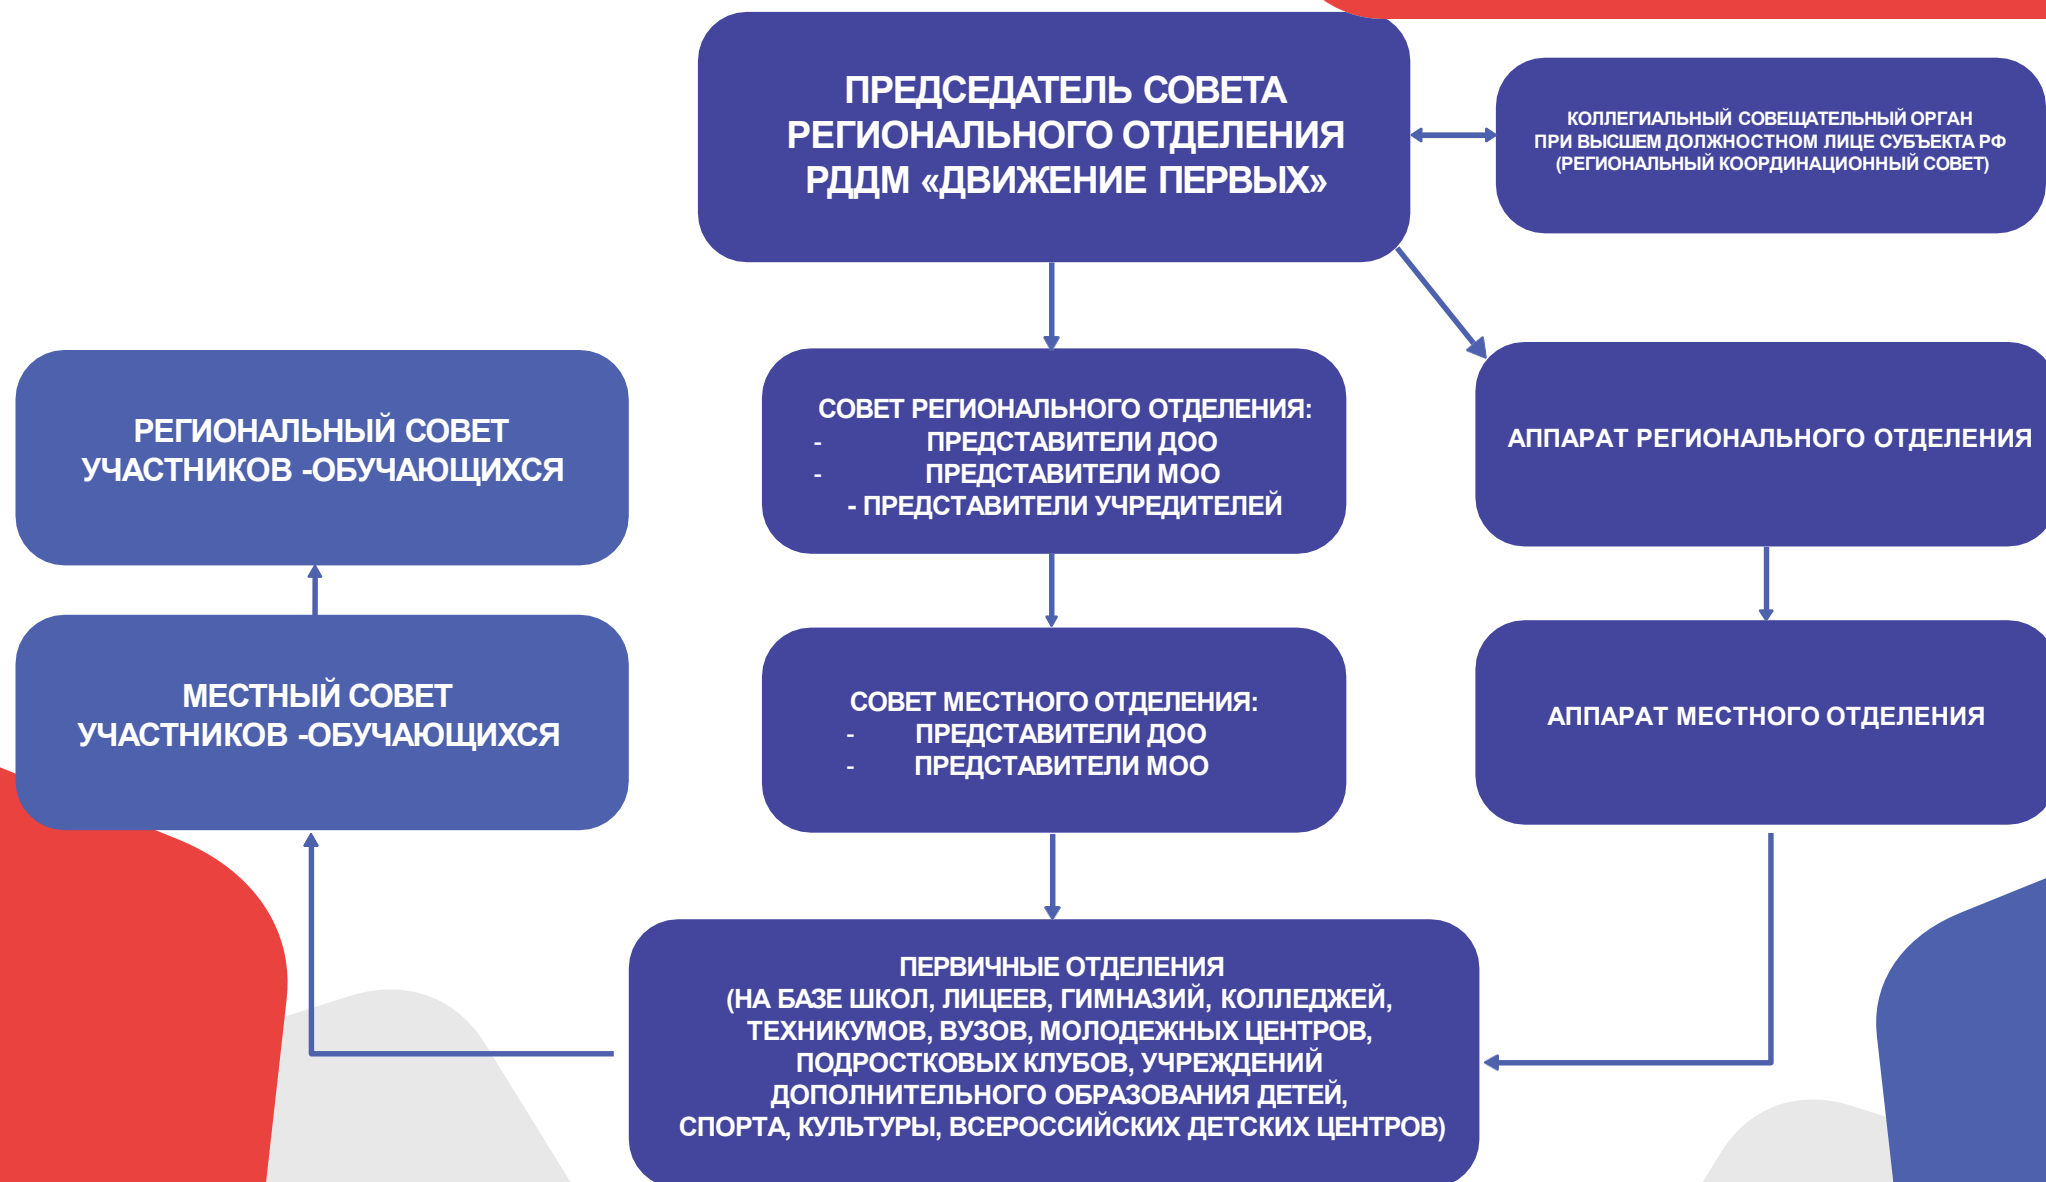 ПРЕДСЕДАТЕЛЬ СОВЕТА
РЕГИОНАЛЬНОГО ОТДЕЛЕНИЯ
РДДМ «ДВИЖЕНИЕ ПЕРВЫХ»
КОЛЛЕГИАЛЬНЫЙ СОВЕЩАТЕЛЬНЫЙ ОРГАН
ПРИ ВЫСШЕМ ДОЛЖНОСТНОМ ЛИЦЕ СУБЪЕКТА РФ
(РЕГИОНАЛЬНЫЙ КООРДИНАЦИОННЫЙ СОВЕТ)
РЕГИОНАЛЬНЫЙ СОВЕТ
УЧАСТНИКОВ -ОБУЧАЮЩИХСЯ
СОВЕТ РЕГИОНАЛЬНОГО ОТДЕЛЕНИЯ:
- ПРЕДСТАВИТЕЛИ ДОО
- ПРЕДСТАВИТЕЛИ МОО
- ПРЕДСТАВИТЕЛИ УЧРЕДИТЕЛЕЙ
АППАРАТ РЕГИОНАЛЬНОГО ОТДЕЛЕНИЯ
МЕСТНЫЙ СОВЕТ
УЧАСТНИКОВ -ОБУЧАЮЩИХСЯ
СОВЕТ МЕСТНОГО ОТДЕЛЕНИЯ:
- ПРЕДСТАВИТЕЛИ ДОО
- ПРЕДСТАВИТЕЛИ МОО
АППАРАТ МЕСТНОГО ОТДЕЛЕНИЯ
ПЕРВИЧНЫЕ ОТДЕЛЕНИЯ
(НА БАЗЕ ШКОЛ, ЛИЦЕЕВ, ГИМНАЗИЙ, КОЛЛЕДЖЕЙ,
ТЕХНИКУМОВ, ВУЗОВ, МОЛОДЕЖНЫХ ЦЕНТРОВ,
ПОДРОСТКОВЫХ КЛУБОВ, УЧРЕЖДЕНИЙ
ДОПОЛНИТЕЛЬНОГО ОБРАЗОВАНИЯ ДЕТЕЙ,
СПОРТА, КУЛЬТУРЫ, ВСЕРОССИЙСКИХ ДЕТСКИХ ЦЕНТРОВ)